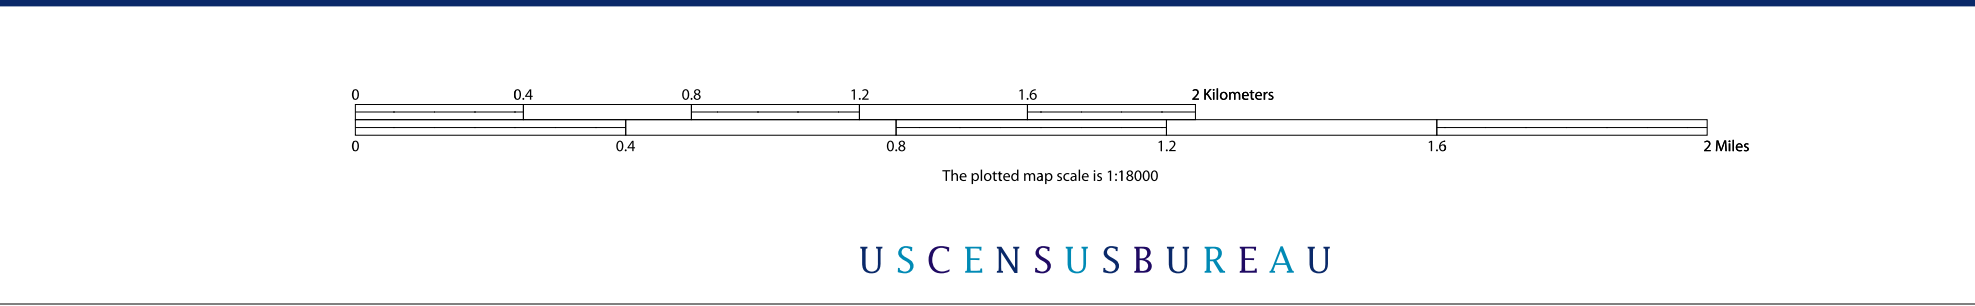 0 0.4 0.8 1.2 1.6 2 Kilometers
0 0.4 0.8 1.2 1.6 2 Miles
The plotted map scale is 1:18000
USCENSUSBUREAU